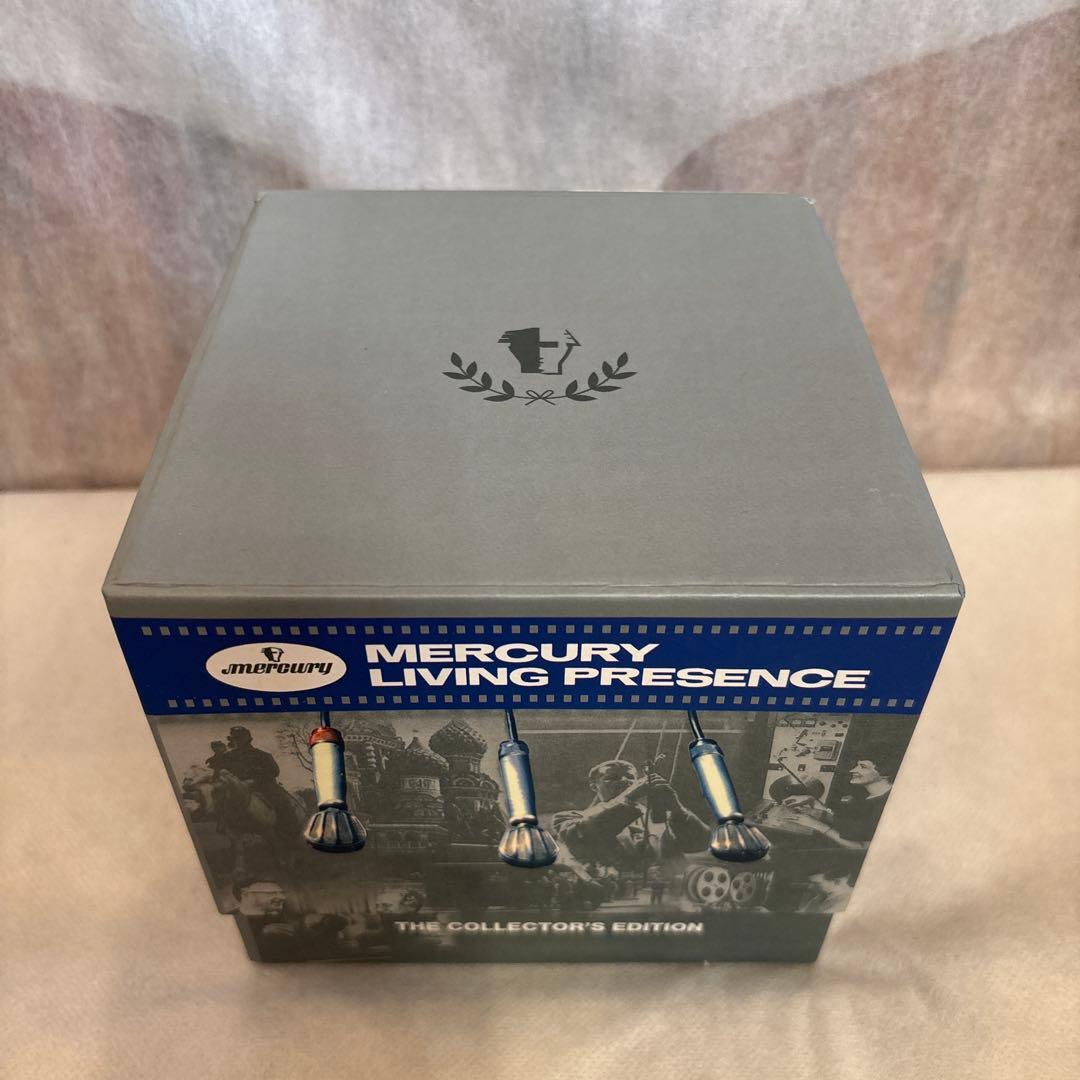 mercury
MERCURY
LIVING PRESENCE
THE COLLECTOR'S EDITION